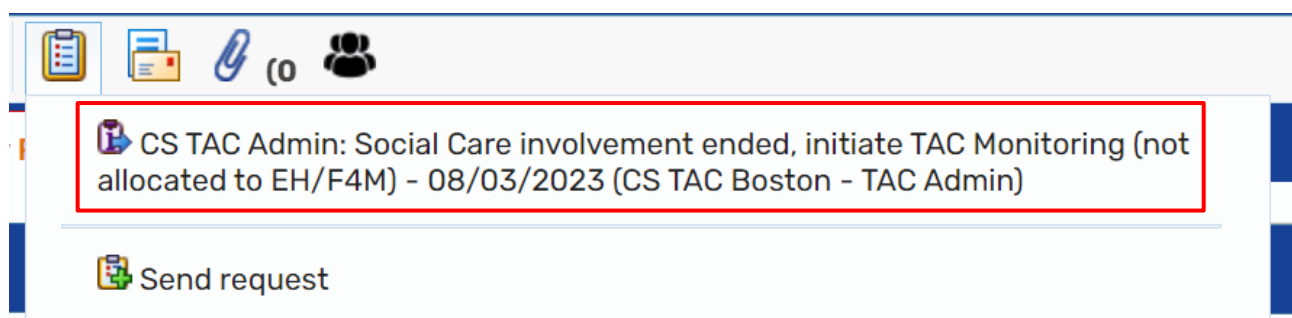 (0
CS TAC Admin: Social Care involvement ended, initiate TAC Monitoring (not
allocated to EH/F4M) - 08/03/2023 (CS TAC Boston - TAC Admin)
Send request